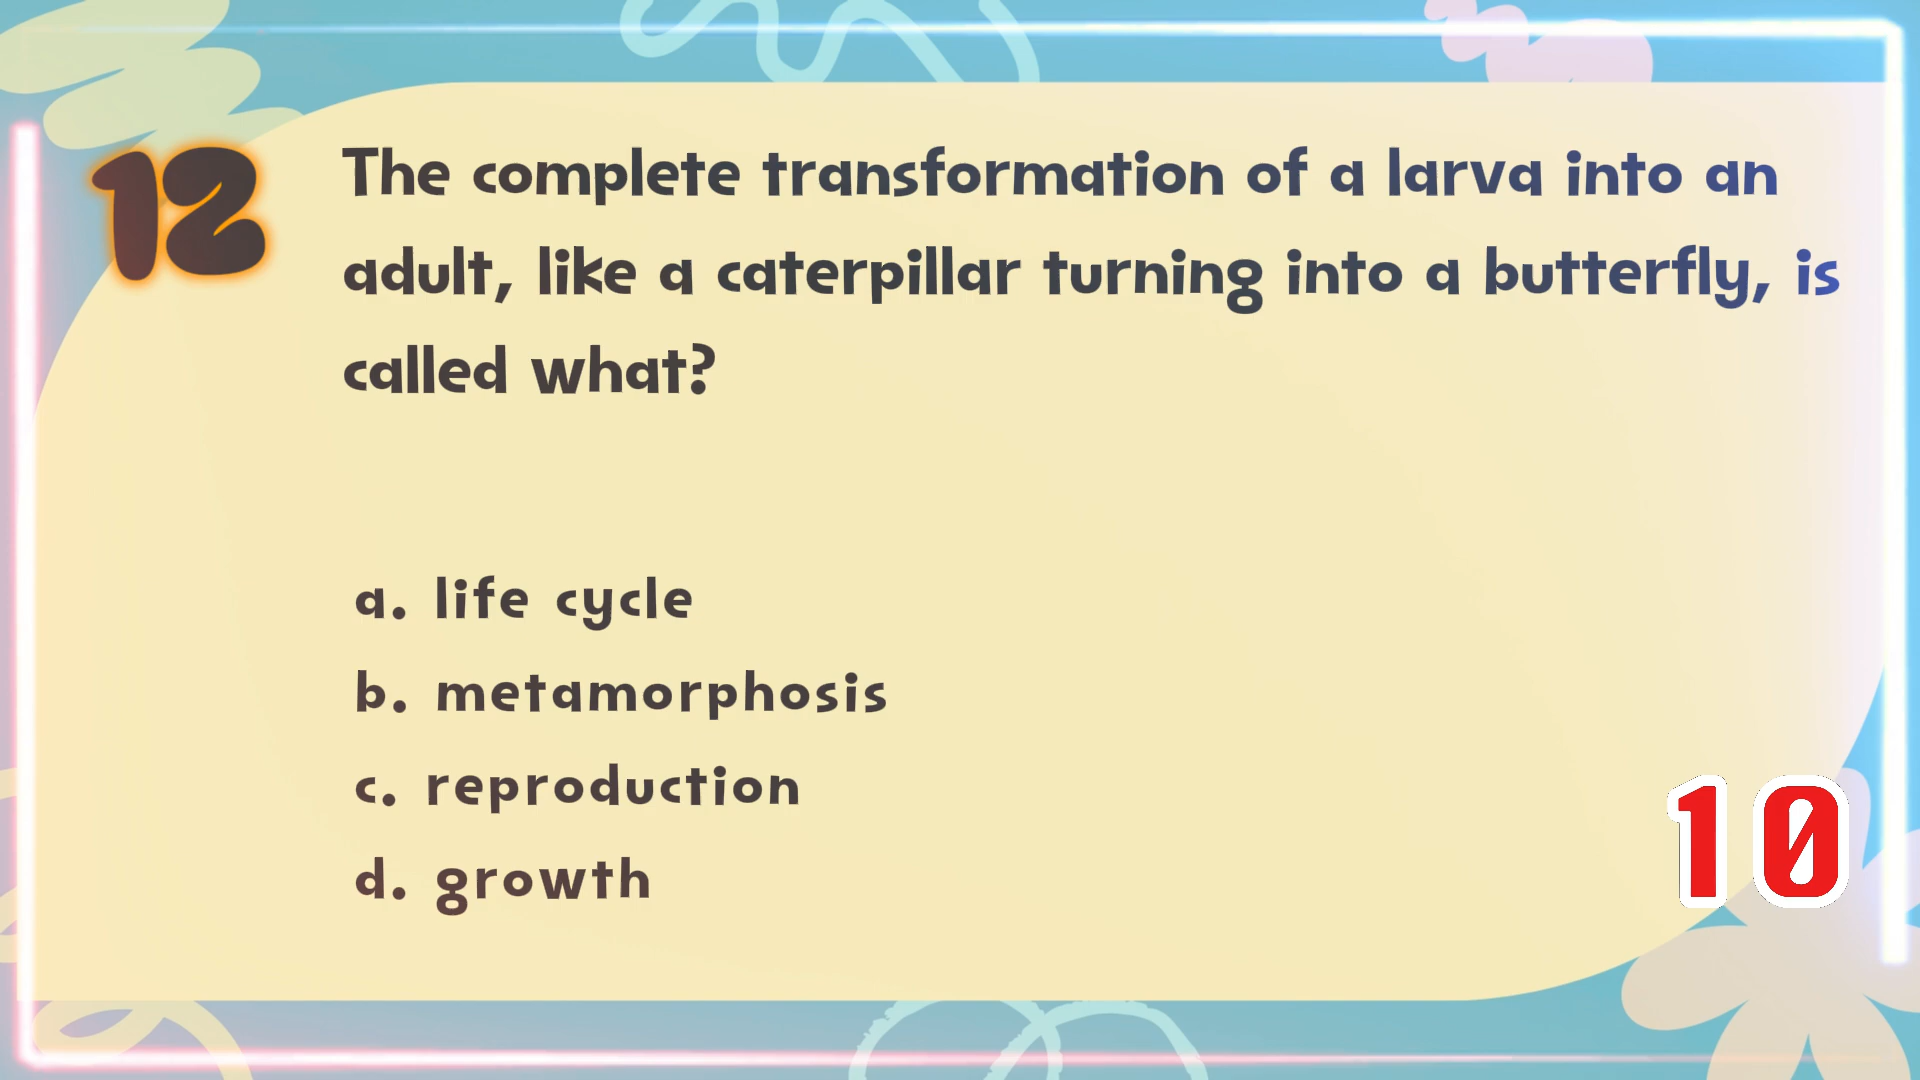 12
The complete transformation of a larva into an
adult, like a caterpillar turning into a butterfly, is
called what?
a. life cycle
b. metamorphosis
c. reproduction
d. growth
10